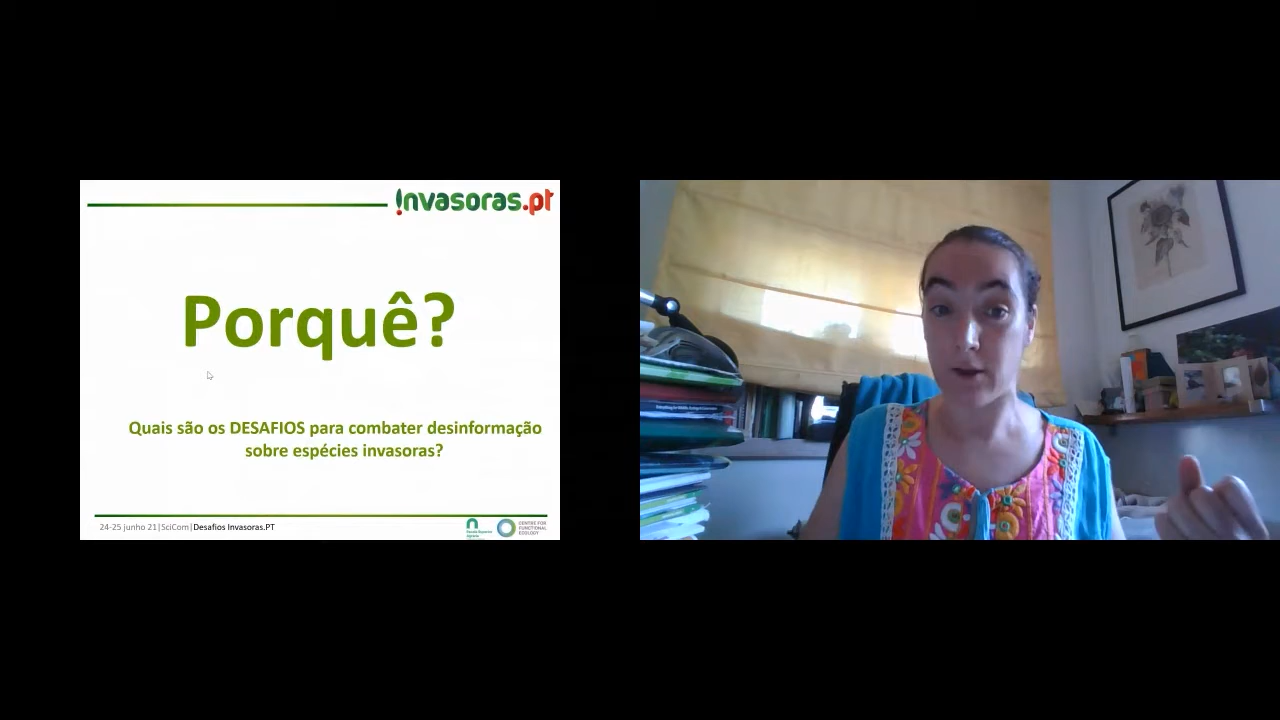 invasoras.pt
Porquê?
Quais são os DESAFIOS para combater desinformação
sobre espécies invasoras?
24-25 junho 21|SciCom|Desafios Invasoras.PT
CENTRE FOR
FUNCTIONAL
ECOLOGY